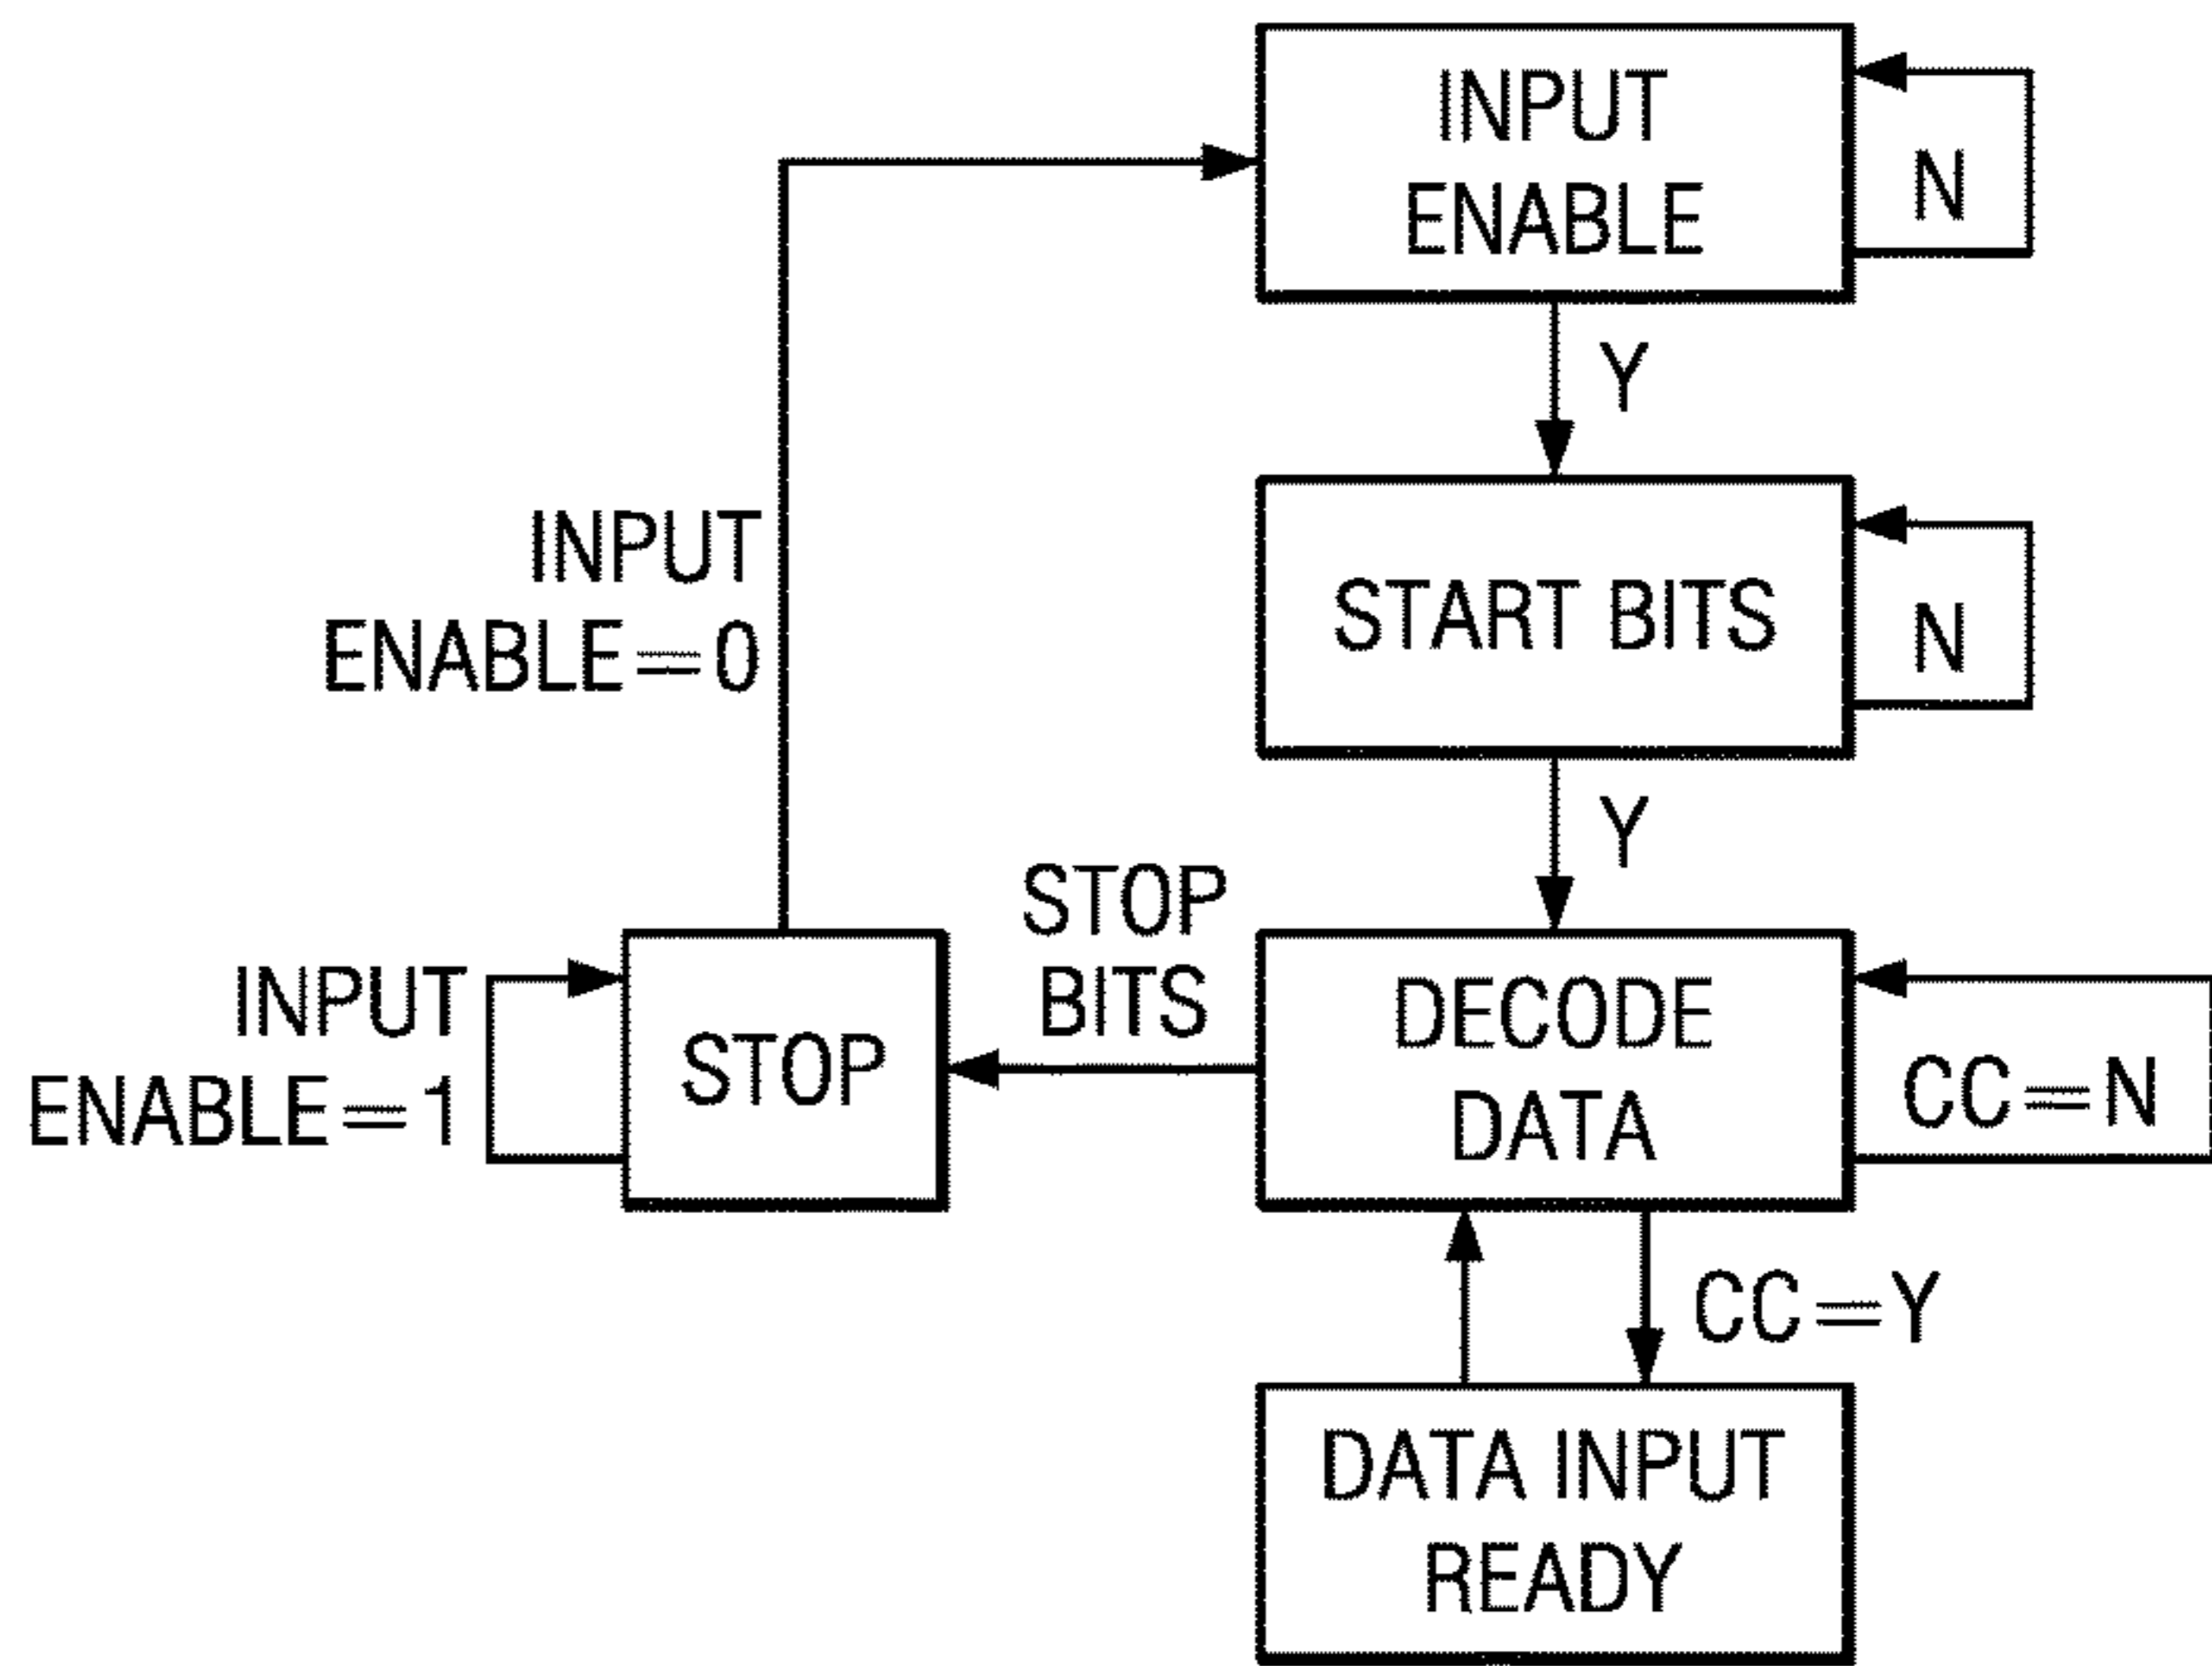 INPUT
ENABLE
N
Y
START BITS
N
INPUT
ENABLE=0
Y
STOP
BITS
DECODE
DATA
CC=N
STOP
INPUT
ENABLE=1
CC=Y
DATA INPUT
READY